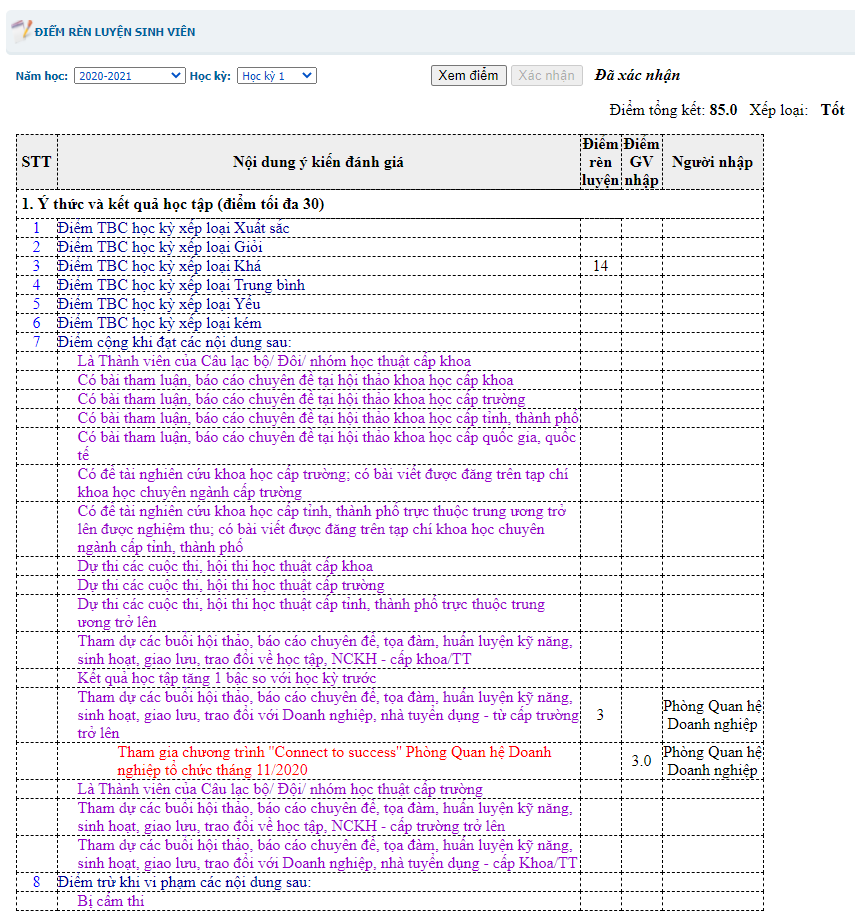 ĐIỂM RÈN LUYỆN SINH VIÊN
Năm học: 2020-2021 Học kỳ: Học kỳ 1 Xem điểm Xác nhận Đã xác nhận
Điểm tổng kết: 85.0 Xếp loại: Tốt
STT Nội dung ý kiến đánh giá Điểm rèn luyện Điểm GV nhập Người nhập
1. Ý thức và kết quả học tập (điểm tối đa 30)
1 Điểm TBC học kỳ xếp loại Xuất sắc
2 Điểm TBC học kỳ xếp loại Giỏi
3 Điểm TBC học kỳ xếp loại Khá 14
4 Điểm TBC học kỳ xếp loại Trung bình
5 Điểm TBC học kỳ xếp loại Yếu
6 Điểm TBC học kỳ xếp loại kém
7 Điểm cộng khi đạt các nội dung sau:
Là Thành viên của Câu lạc bộ/ Đội/ nhóm học thuật cấp khoa
Có bài tham luận, báo cáo chuyên đề tại hội thảo khoa học cấp khoa
Có bài tham luận, báo cáo chuyên đề tại hội thảo khoa học cấp trường
Có bài tham luận, báo cáo chuyên đề tại hội thảo khoa học cấp tỉnh, thành phố
Có bài tham luận, báo cáo chuyên đề tại hội thảo khoa học cấp quốc gia, quốc
tế
Có đề tài nghiên cứu khoa học cấp trường; có bài viết được đăng trên tạp chí
khoa học chuyên ngành cấp trường
Có đề tài nghiên cứu khoa học cấp tỉnh, thành phố trực thuộc trung ương trở
lên được nghiệm thu; có bài viết được đăng trên tạp chí khoa học chuyên
ngành cấp tỉnh, thành phố
Dự thi các cuộc thi, hội thi học thuật cấp khoa
Dự thi các cuộc thi, hội thi học thuật cấp trường
Dự thi các cuộc thi, hội thi học thuật cấp tỉnh, thành phố trực thuộc trung
ương trở lên
Tham dự các buổi hội thảo, báo cáo chuyên đề, tọa đàm, huấn luyện kỹ năng,
sinh hoạt, giao lưu, trao đổi về học tập, NCKH - cấp khoa/TT
Kết quả học tập tăng 1 bậc so với học kỳ trước
Tham dự các buổi hội thảo, báo cáo chuyên đề, tọa đàm, huấn luyện kỹ năng,
sinh hoạt, giao lưu, trao đổi với Doanh nghiệp, nhà tuyển dụng - từ cấp trường
trở lên
3 Phòng Quan hệ
Doanh nghiệp
Tham gia chương trình "Connect to success" Phòng Quan hệ Doanh
nghiệp tổ chức tháng 11/2020
3.0 Phòng Quan hệ
Doanh nghiệp
Là Thành viên của Câu lạc bộ/ Đội/ nhóm học thuật cấp trường
Tham dự các buổi hội thảo, báo cáo chuyên đề, tọa đàm, huấn luyện kỹ năng,
sinh hoạt, giao lưu, trao đổi về học tập, NCKH - cấp trường trở lên
Tham dự các buổi hội thảo, báo cáo chuyên đề, tọa đàm, huấn luyện kỹ năng,
sinh hoạt, giao lưu, trao đổi với Doanh nghiệp, nhà tuyển dụng - cấp Khoa/TT
8 Điểm trừ khi vi phạm các nội dung sau:
Bị cấm thi